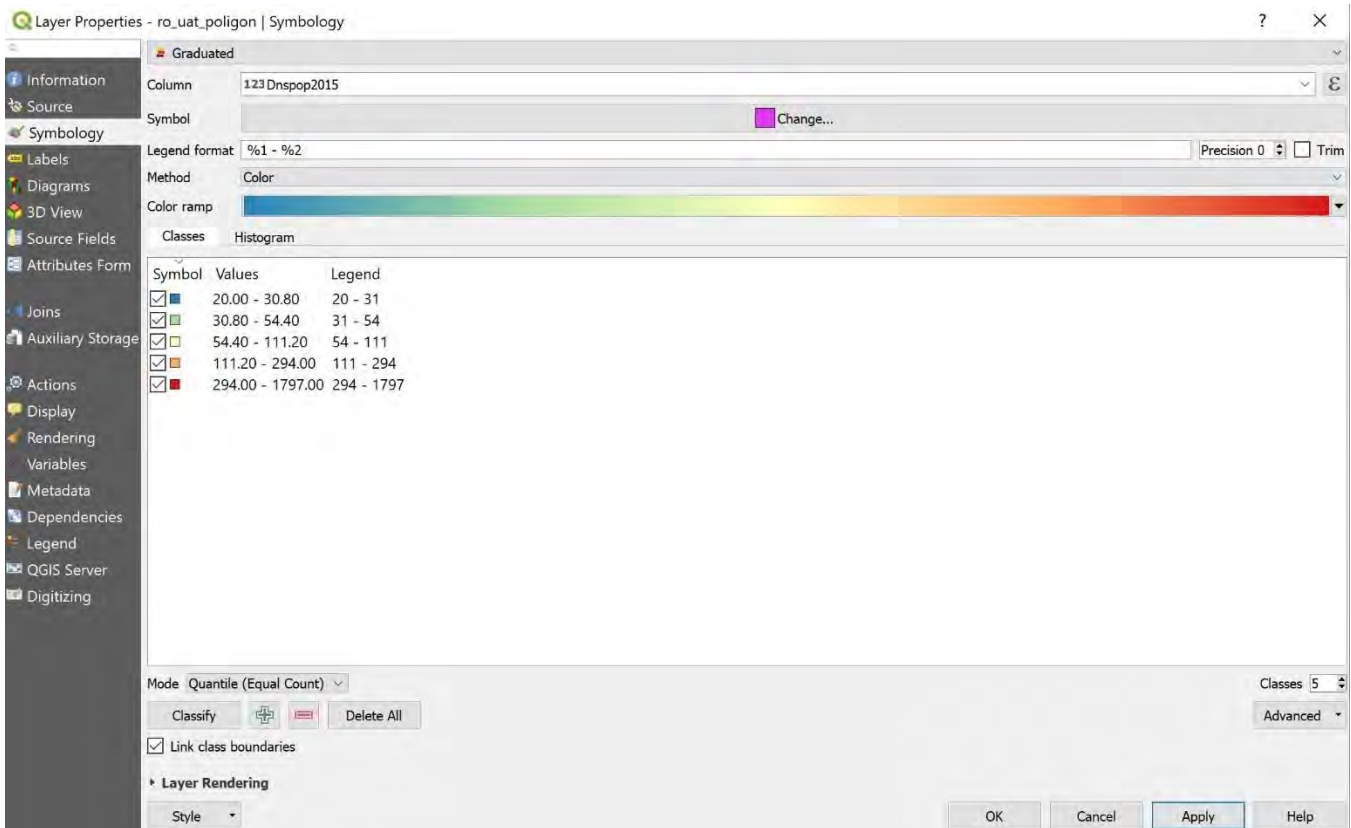 Layer Properties - ro_uat_poligon | Symbology ? ×
Graduated
Information
Column 123 Dnspop2015 ε
Source
Symbol Change...
Symbology
Legend format %1 - %2 Precision 0 Trim
Labels
Method Color
Diagrams
3D View
Color ramp
Source Fields
Classes Histogram
Attributes Form
Symbol Values Legend
20.00 - 30.80 20 - 31
Joins
30.80 - 54.40 31 - 54
Auxiliary Storage
54.40 - 111.20 54 - 111
111.20 - 294.00 111 - 294
Actions
294.00 - 1797.00 294 - 1797
Display
Rendering
Variables
Metadata
Dependencies
Legend
QGIS Server
Digitizing
Mode Quantile (Equal Count) Classes 5
Classify Delete All Advanced
Link class boundaries
Layer Rendering
Style OK Cancel Apply Help